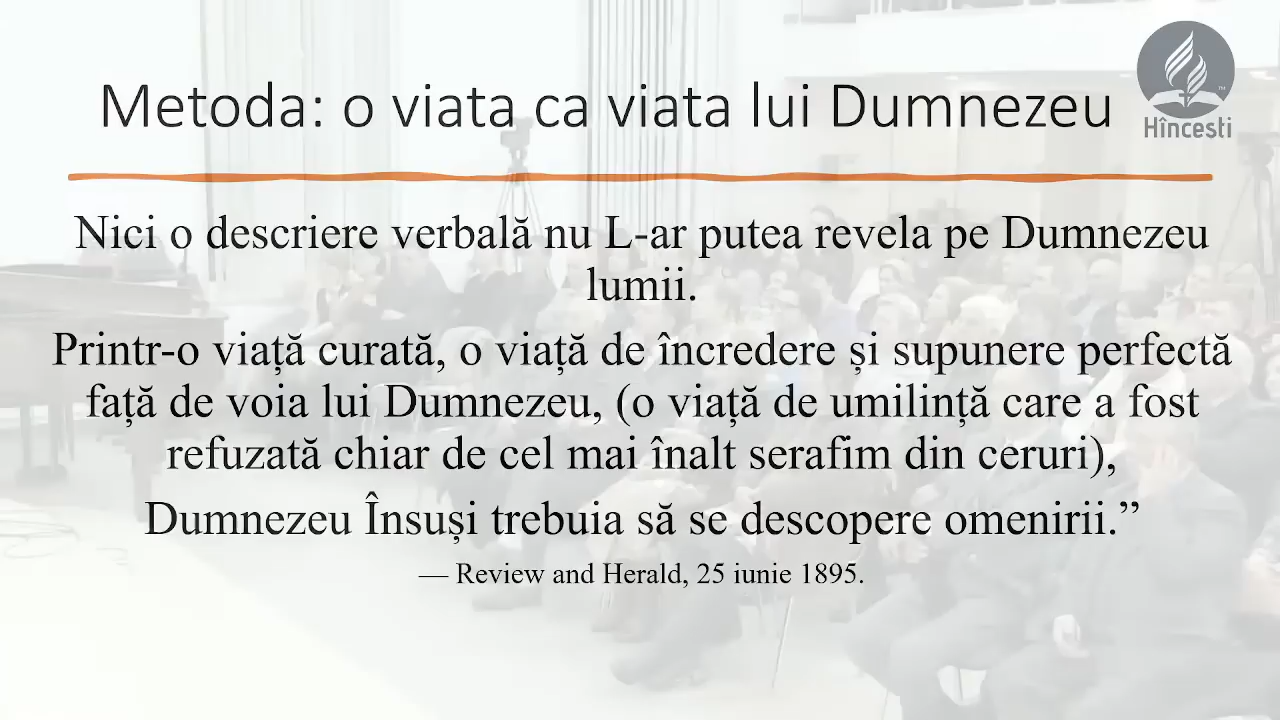 Metoda: o viata ca viata lui Dumnezeu
Hîncesti
Nici o descriere verbală nu L-ar putea revela pe Dumnezeu
lumii.
Printr-o viață curată, o viață de încredere și supunere perfectă
față de voia lui Dumnezeu, (o viață de umilință care a fost
refuzată chiar de cel mai înalt serafim din ceruri),
Dumnezeu Însuși trebuia să se descopere omenirii.”
— Review and Herald, 25 iunie 1895.